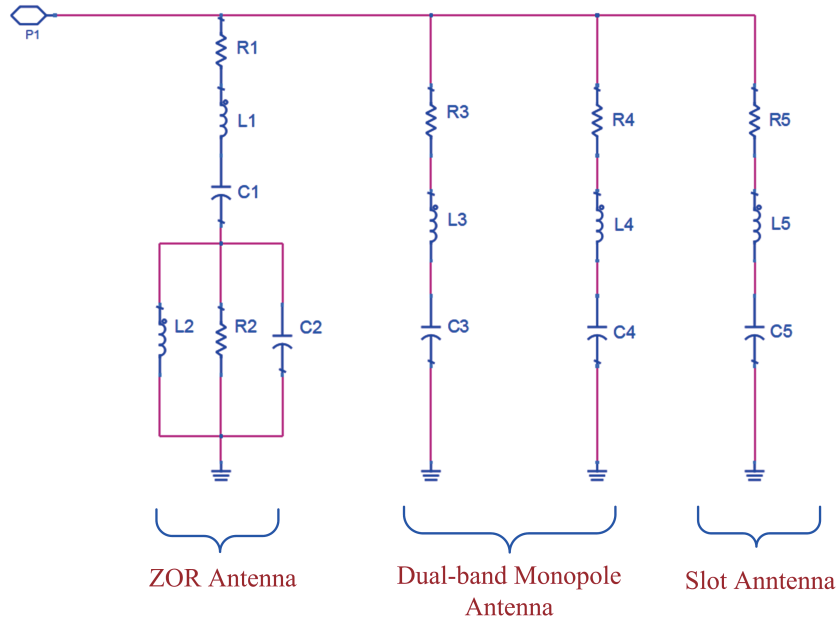 P1
R1
L1
C1
L2
R2
C2
R3
L3
C3
R4
L4
C4
R5
L5
C5
ZOR Antenna
Dual-band Monopole
Antenna
Slot Anntenna